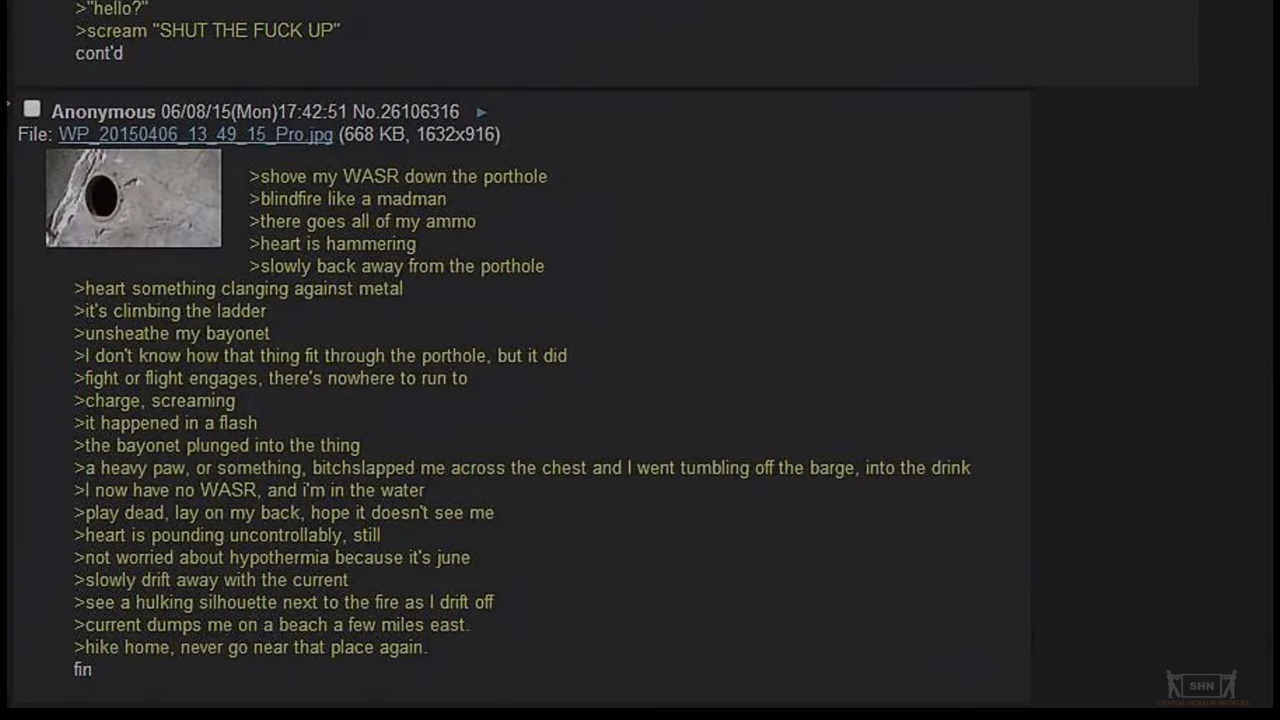 >"hello?"
>scream "SHUT THE FUCK UP"
cont'd
Anonymous 06/08/15(Mon)17:42:51 No.26106316 ►
File: WP_20150406_13_49_15_Pro.jpg (668 KB, 1632x916)
>shove my WASR down the porthole
>blindfire like a madman
>there goes all of my ammo
>heart is hammering
>slowly back away from the porthole
>heart something clanging against metal
>it's climbing the ladder
>unsheathe my bayonet
>I don't know how that thing fit through the porthole, but it did
>fight or flight engages, there's nowhere to run to
>charge, screaming
>it happened in a flash
>the bayonet plunged into the thing
>a heavy paw, or something, bitchslapped me across the chest and I went tumbling off the barge, into the drink
>I now have no WASR, and i'm in the water
>play dead, lay on my back, hope it doesn't see me
>heart is pounding uncontrollably, still
>not worried about hypothermia because it's june
>slowly drift away with the current
>see a hulking silhouette next to the fire as I drift off
>current dumps me on a beach a few miles east.
>hike home, never go near that place again.
fin
SHN